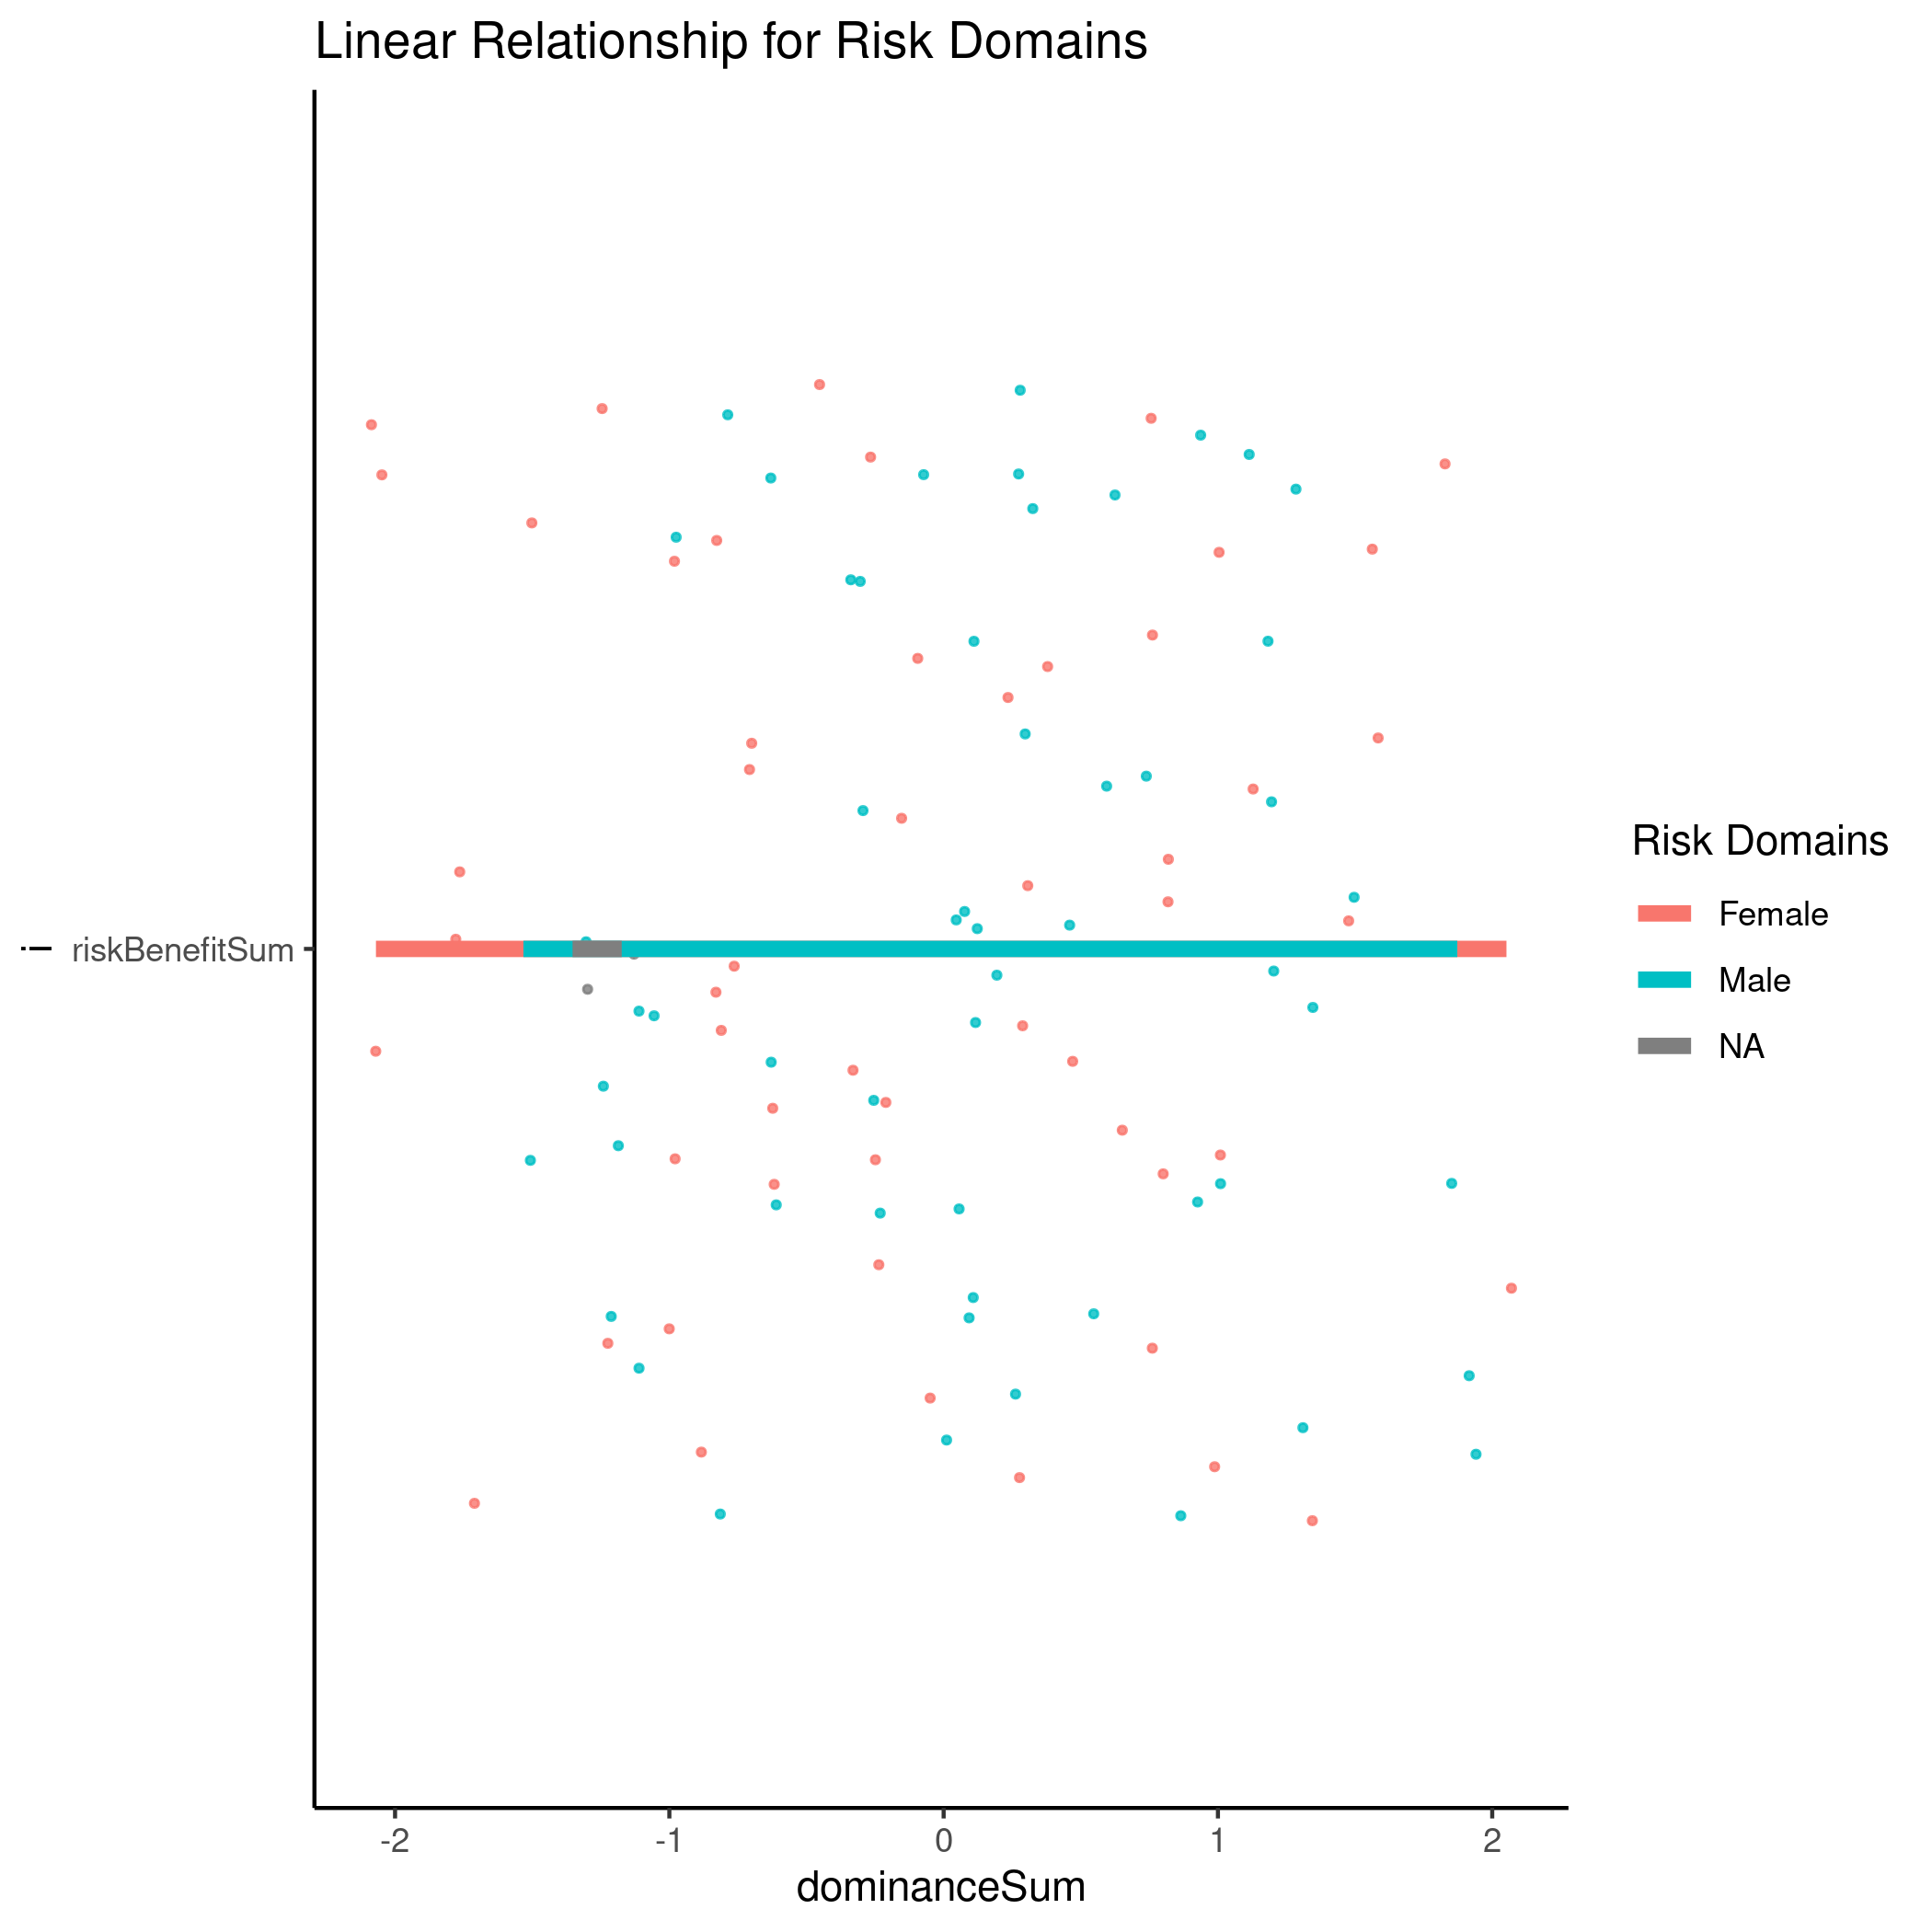 Linear Relationship for Risk Domains
riskBenefitSum
Risk Domains
Female
Male
NA
-2 -1 0 1 2
dominanceSum